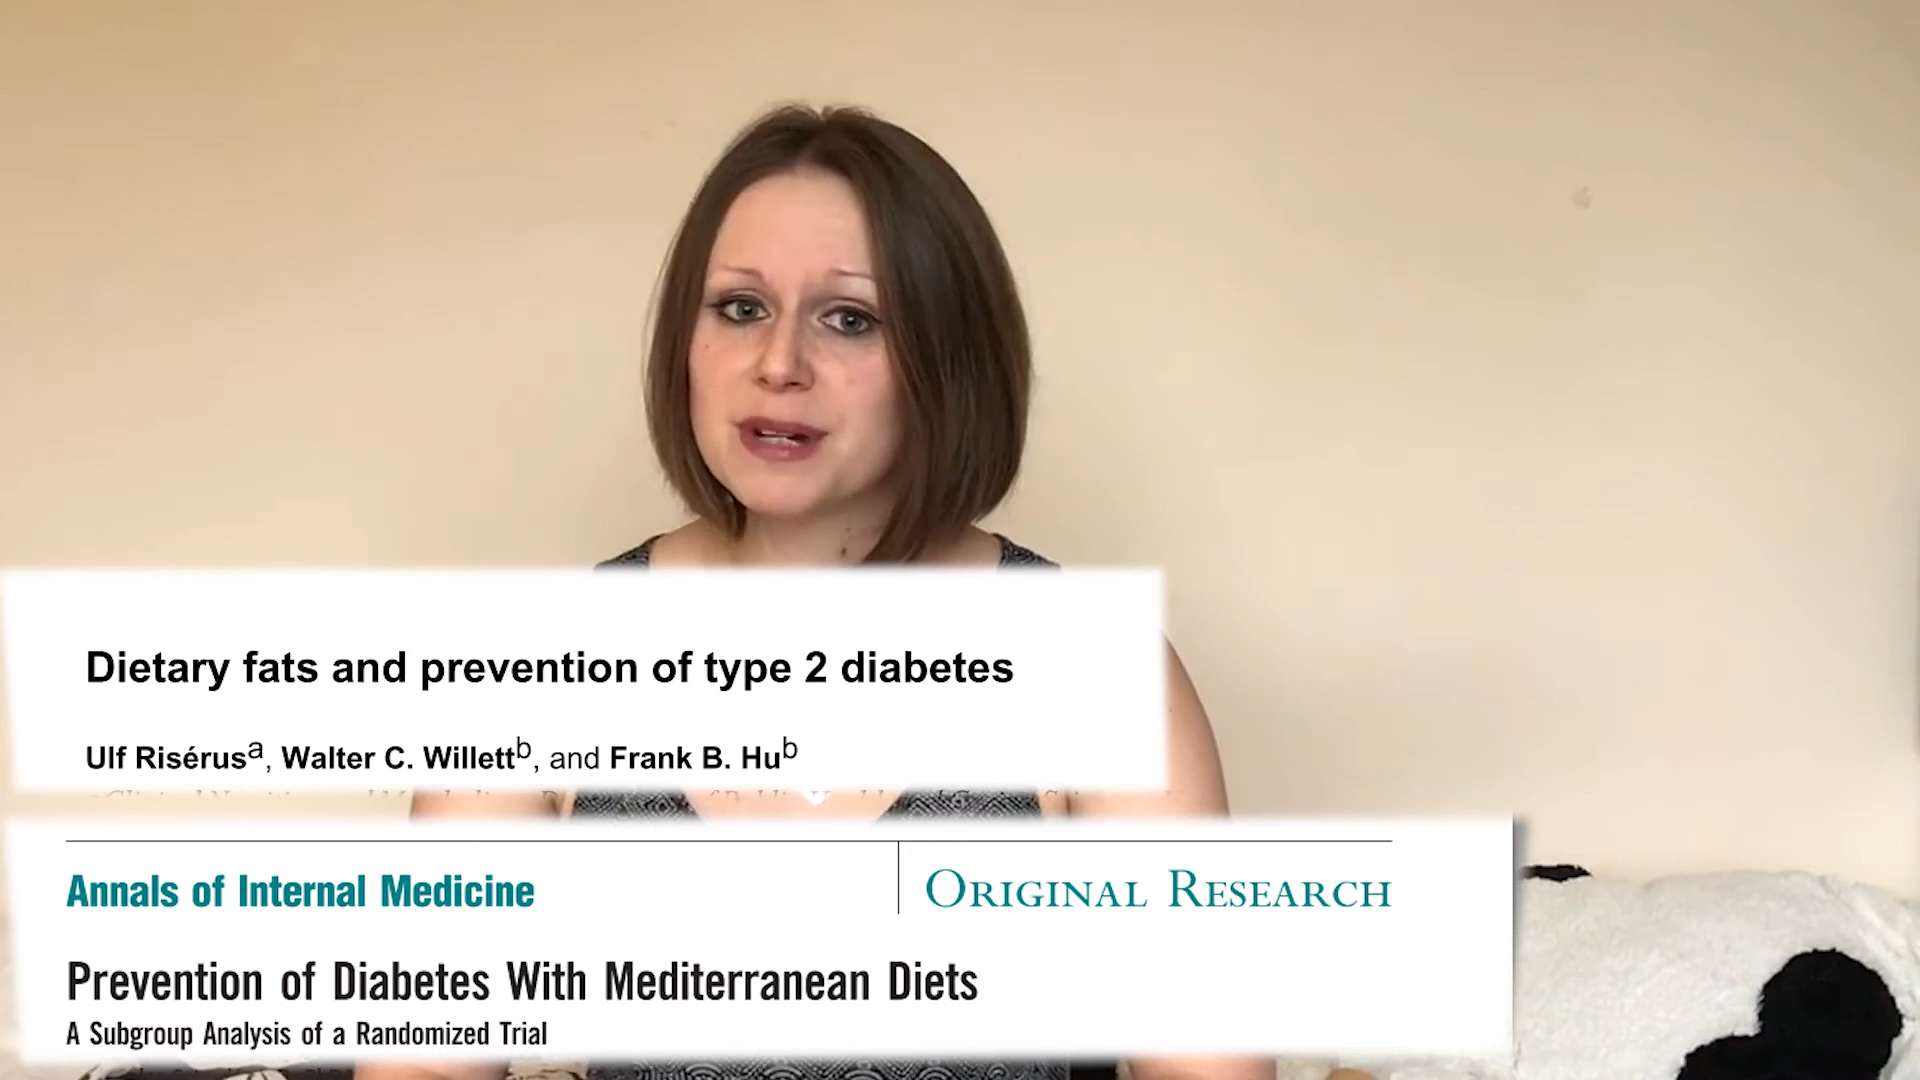 Dietary fats and prevention of type 2 diabetes
Ulf Risérusa, Walter C. Willettb, and Frank B. Hub
Annals of Internal Medicine
Original Research
Prevention of Diabetes With Mediterranean Diets
A Subgroup Analysis of a Randomized Trial